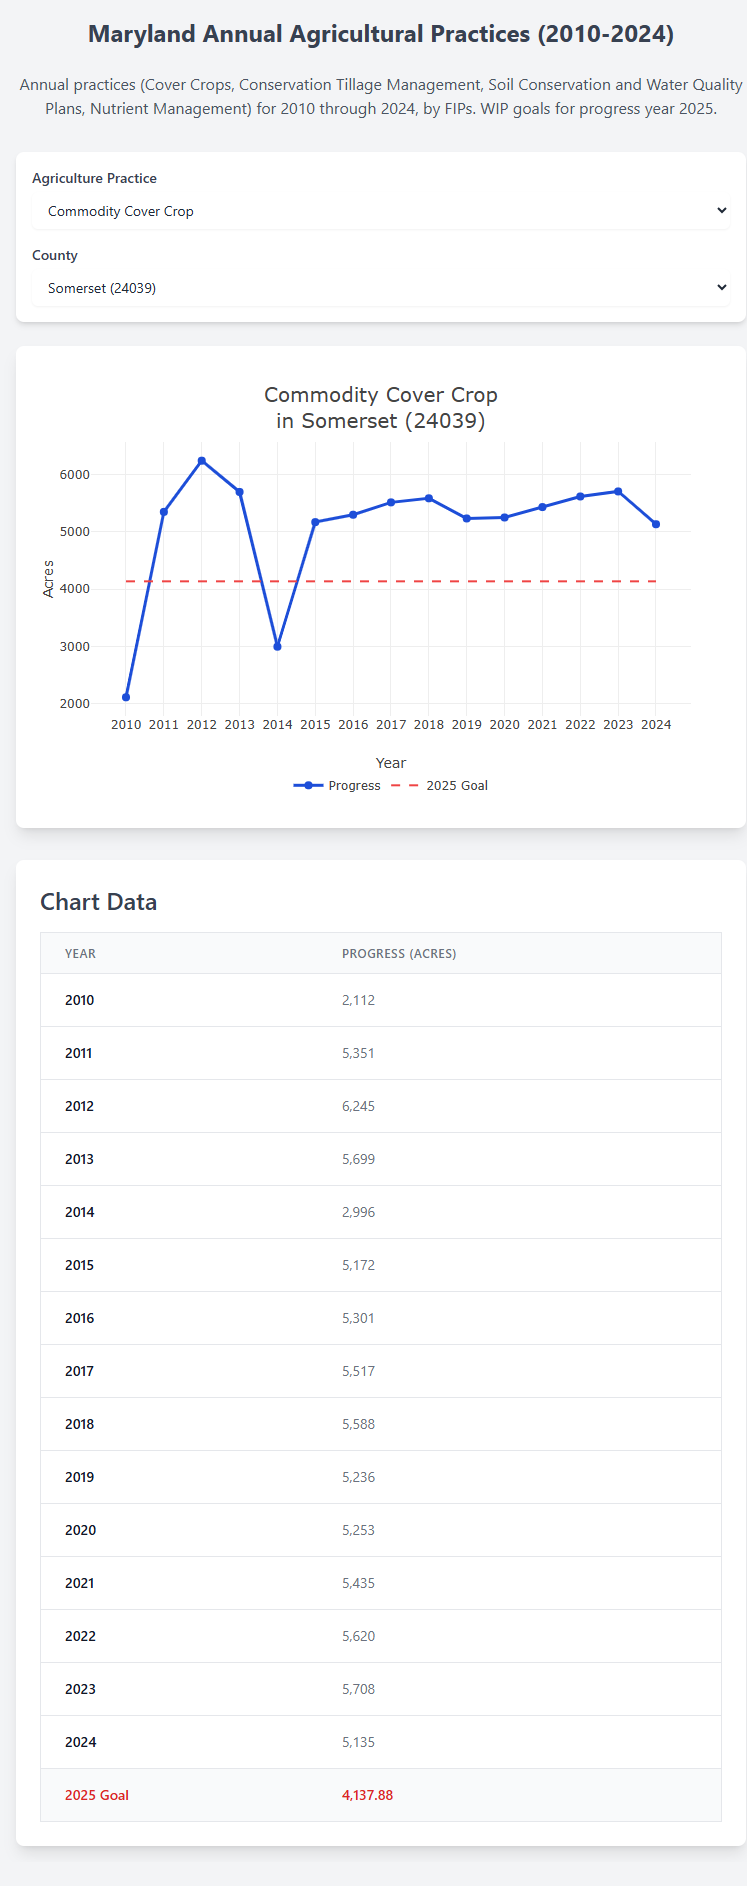 Maryland Annual Agricultural Practices (2010-2024)
Annual practices (Cover Crops, Conservation Tillage Management, Soil Conservation and Water Quality
Plans, Nutrient Management) for 2010 through 2024, by FIPs. WIP goals for progress year 2025.
Agriculture Practice
Commodity Cover Crop
County
Somerset (24039)
Commodity Cover Crop
in Somerset (24039)
6000
5000
4000
3000
2000
Acres
2010 2011 2012 2013 2014 2015 2016 2017 2018 2019 2020 2021 2022 2023 2024
Year
Progress 2025 Goal
Chart Data
YEAR PROGRESS (ACRES)
2010 2,112
2011 5,351
2012 6,245
2013 5,699
2014 2,996
2015 5,172
2016 5,301
2017 5,517
2018 5,588
2019 5,236
2020 5,253
2021 5,435
2022 5,620
2023 5,708
2024 5,135
2025 Goal 4,137.88